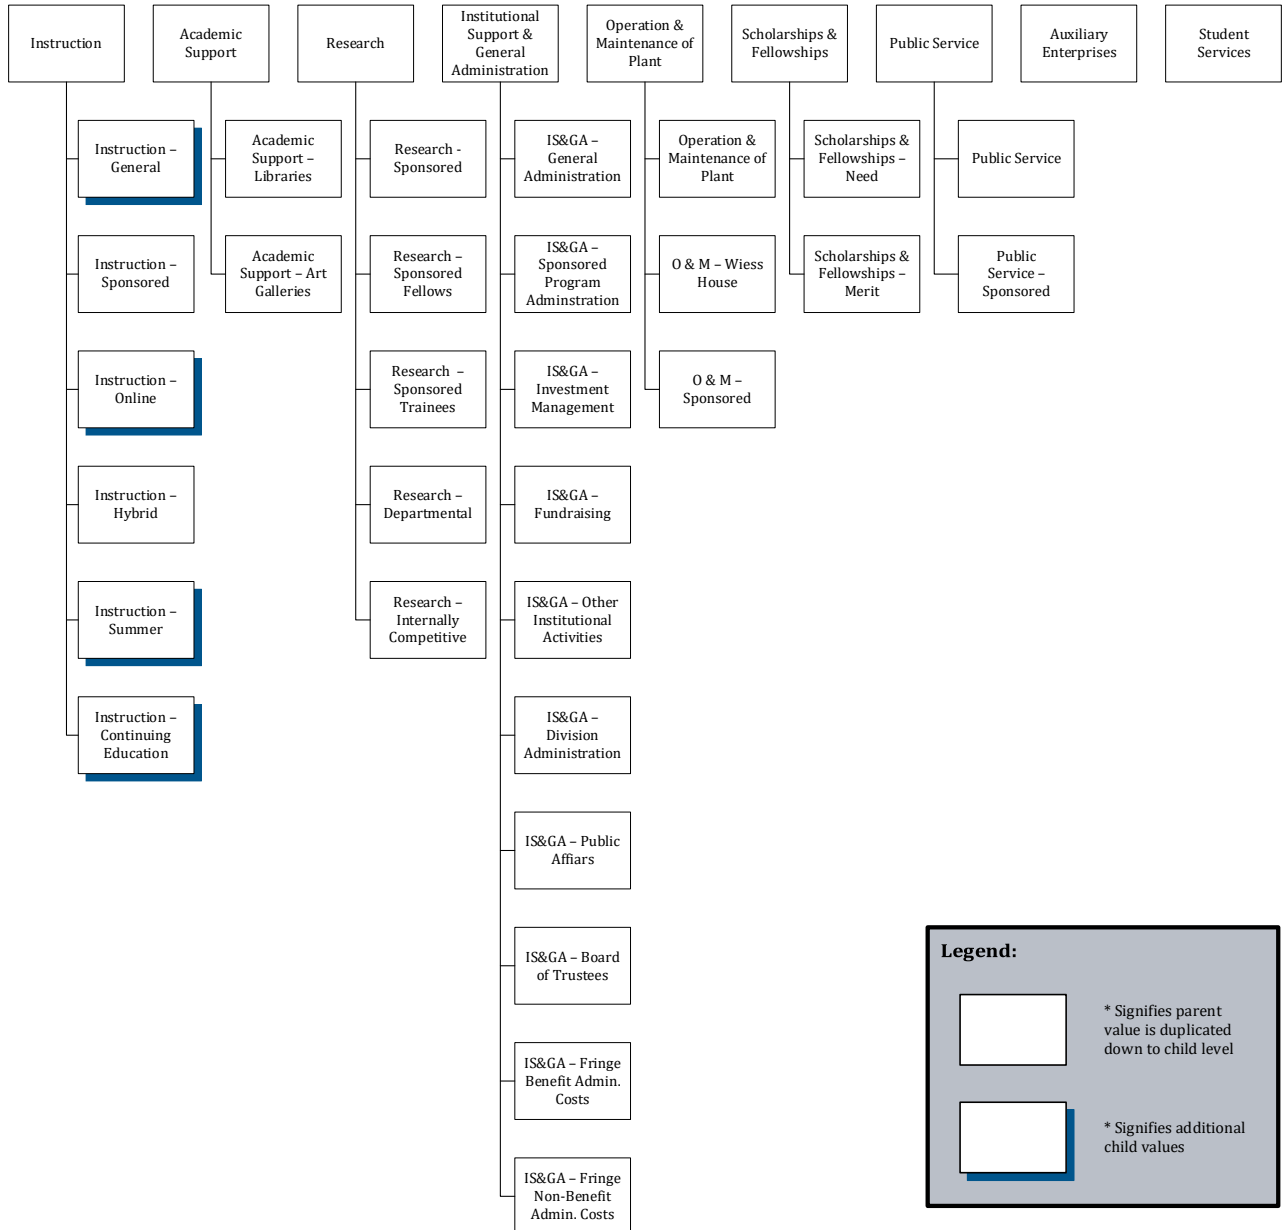 Instruction
Academic
Support
Research
Institutional
Support &
General
Administration
Operation &
Maintenance of
Plant
Scholarships &
Fellowships
Public Service
Auxiliary
Enterprises
Student
Services
Instruction –
General
Academic
Support –
Libraries
Research -
Sponsored
IS&GA –
General
Administration
Operation &
Maintenance of
Plant
Scholarships &
Fellowships –
Need
Public Service
Instruction –
Sponsored
Academic
Support – Art
Galleries
Research –
Sponsored
Fellows
IS&GA –
Sponsored
Program
Adminstration
O & M – Wiess
House
Scholarships &
Fellowships –
Merit
Public
Service –
Sponsored
Instruction –
Online
Research –
Sponsored
Trainees
IS&GA –
Investment
Management
O & M –
Sponsored
Instruction –
Hybrid
Research –
Departmental
IS&GA –
Fundraising
Instruction –
Summer
Research –
Internally
Competitive
IS&GA – Other
Institutional
Activities
Instruction –
Continuing
Education
IS&GA –
Division
Administration
IS&GA – Public
Affiars
IS&GA – Board
of Trustees
IS&GA – Fringe
Benefit Admin.
Costs
IS&GA – Fringe
Non-Benefit
Admin. Costs
Legend:
* Signifies parent
value is duplicated
down to child level
* Signifies additional
child values